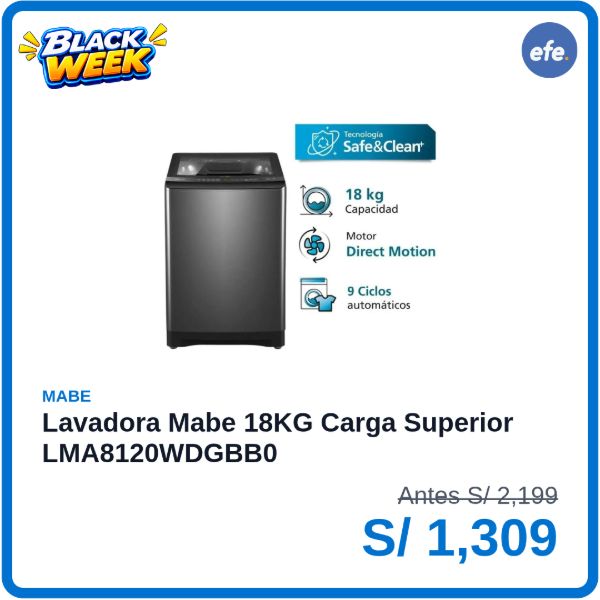 BLACK
WEEK
efe.
Tecnología
Safe&Clean+
18 kg
Capacidad
Motor
Direct Motion
9 Ciclos
automáticos
MABE
Lavadora Mabe 18KG Carga Superior
LMA8120WDGBB0
Antes S/ 2,199
S/ 1,309